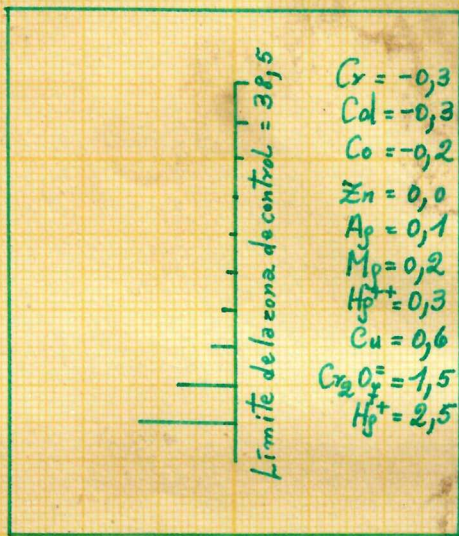 Límite de la zona de control = 38,5
Cr = -0,3
Cd = -0,3
Co = -0,2
Zn = 0,0
Ag = 0,1
Mg = 0,2
Hg⁺⁺ = 0,3
Cu = 0,6
Cr₂O₇⁼ = 1,5
Hg⁺ = 2,5